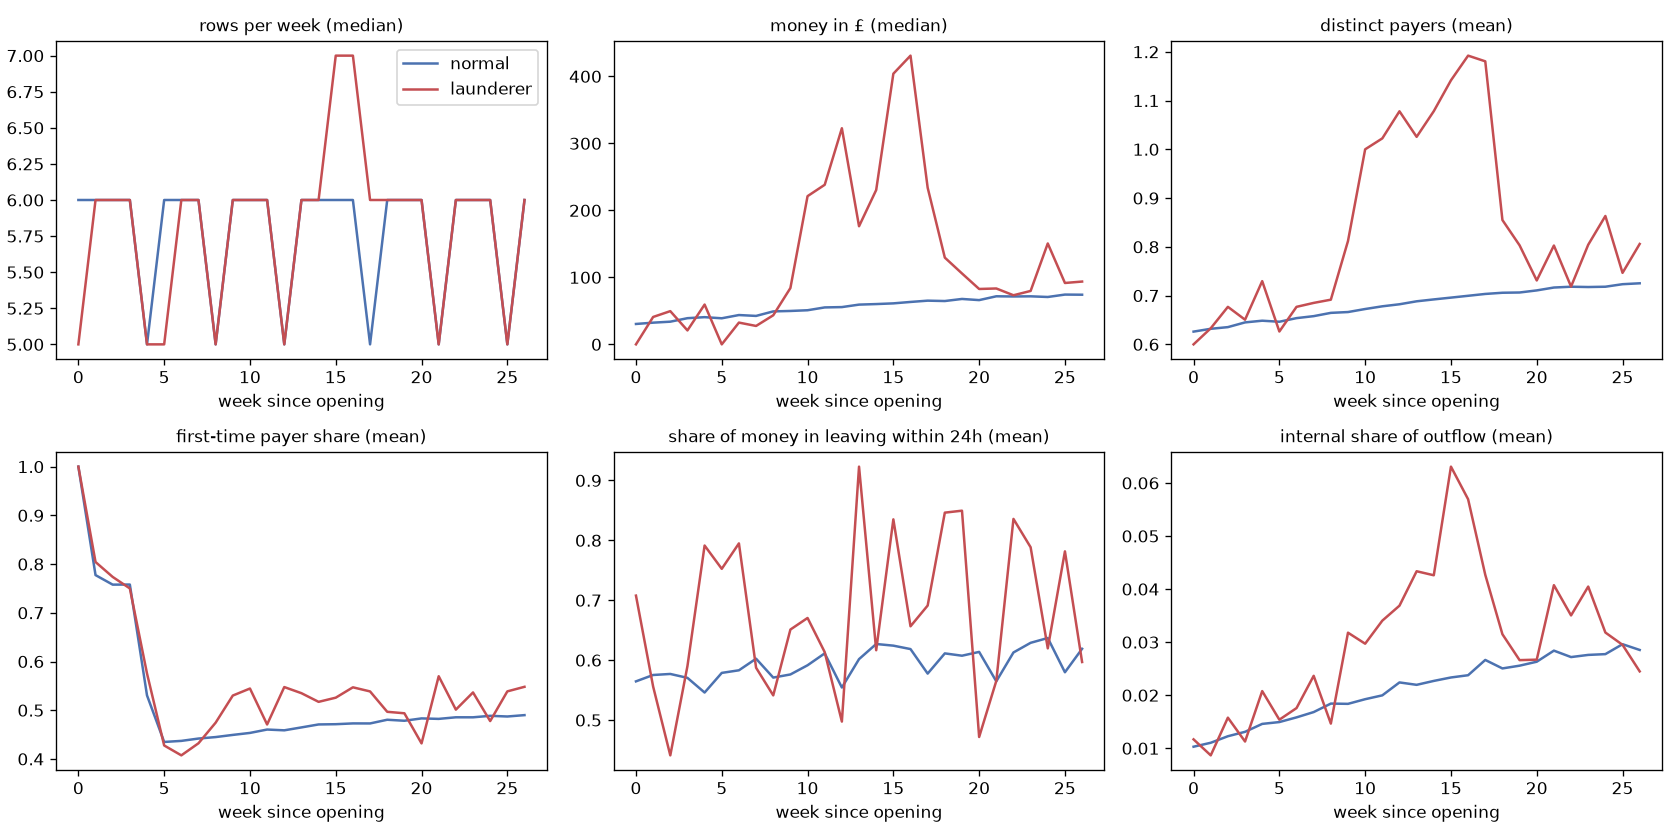 rows per week (median)
7.00
6.75
6.50
6.25
6.00
5.75
5.50
5.25
5.00
normal
launderer
0 5 10 15 20 25
week since opening
money in £ (median)
400
300
200
100
0
0 5 10 15 20 25
week since opening
distinct payers (mean)
1.2
1.1
1.0
0.9
0.8
0.7
0.6
0 5 10 15 20 25
week since opening
first-time payer share (mean)
1.0
0.9
0.8
0.7
0.6
0.5
0.4
0 5 10 15 20 25
week since opening
share of money in leaving within 24h (mean)
0.9
0.8
0.7
0.6
0.5
0 5 10 15 20 25
week since opening
internal share of outflow (mean)
0.06
0.05
0.04
0.03
0.02
0.01
0 5 10 15 20 25
week since opening